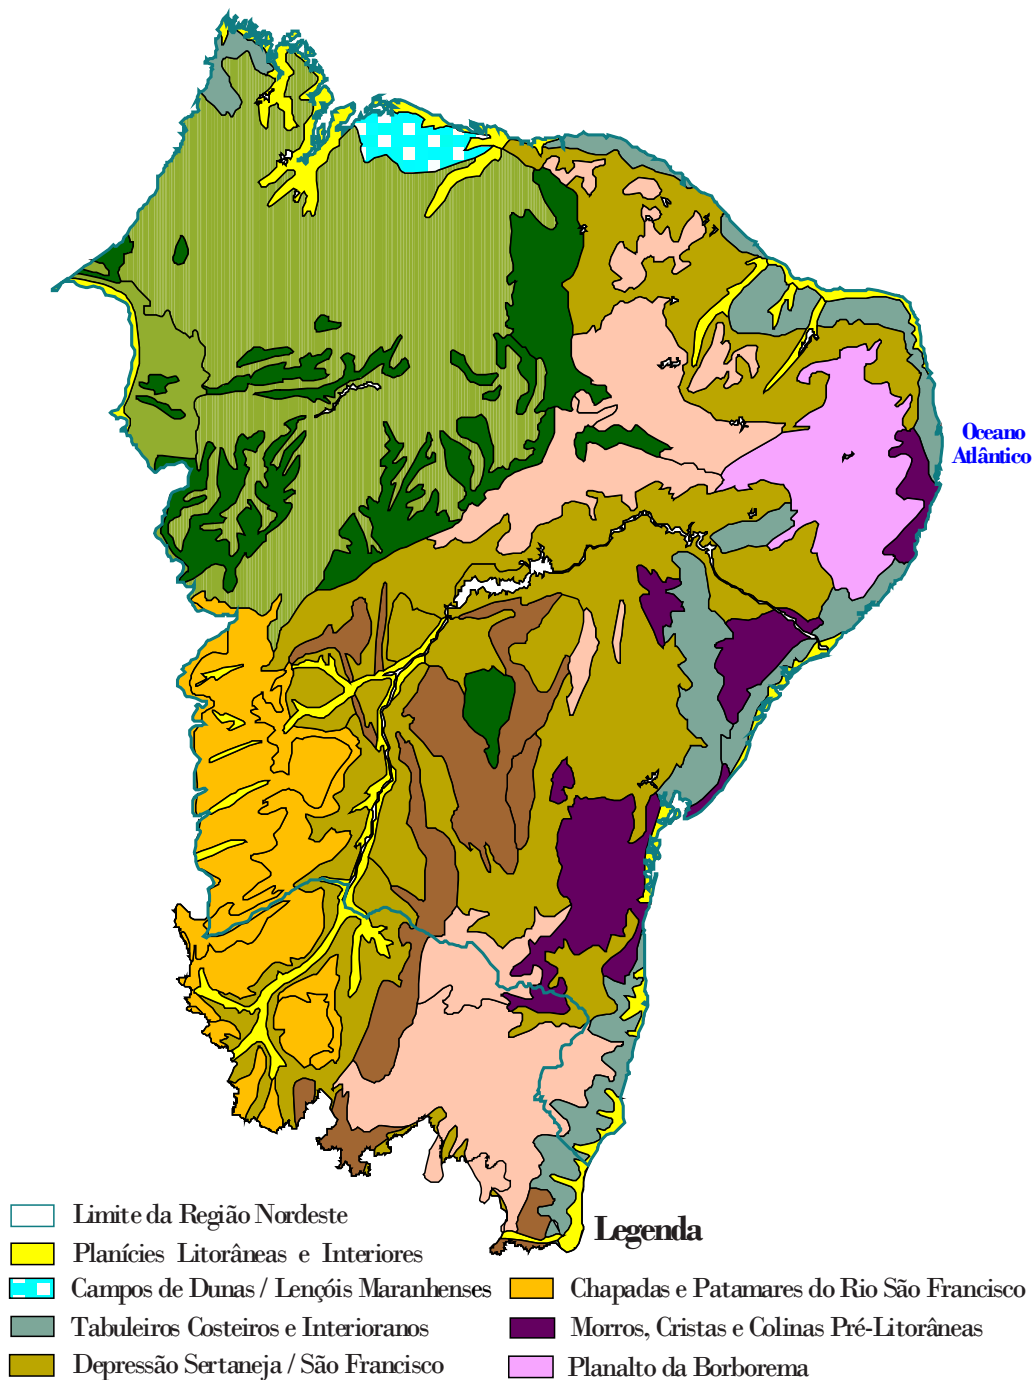 Oceano
Atlântico
Legenda
Limite da Região Nordeste
Planícies Litorâneas e Interiores
Campos de Dunas / Lençóis Maranhenses
Tabuleiros Costeiros e Interioranos
Depressão Sertaneja / São Francisco
Chapadas e Patamares do Rio São Francisco
Morros, Cristas e Colinas Pré-Litorâneas
Planalto da Borborema